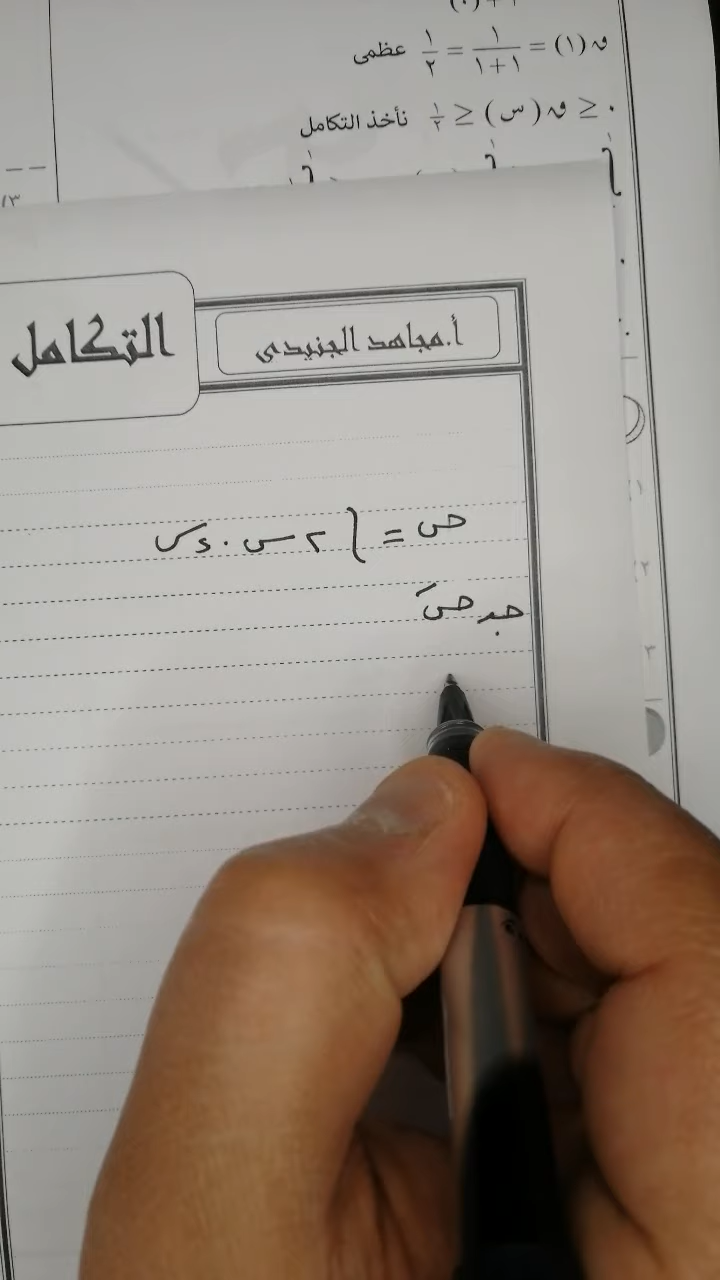 ق(١) = ١/(١+١) = ١/٢ عظمى
٠ ≤ ق(س) ≤ ١/٢ نأخذ التكامل
أ.مجاهد الجنيدى
التكامل
ص = ∫ ٢ س . ءس
جد صَ